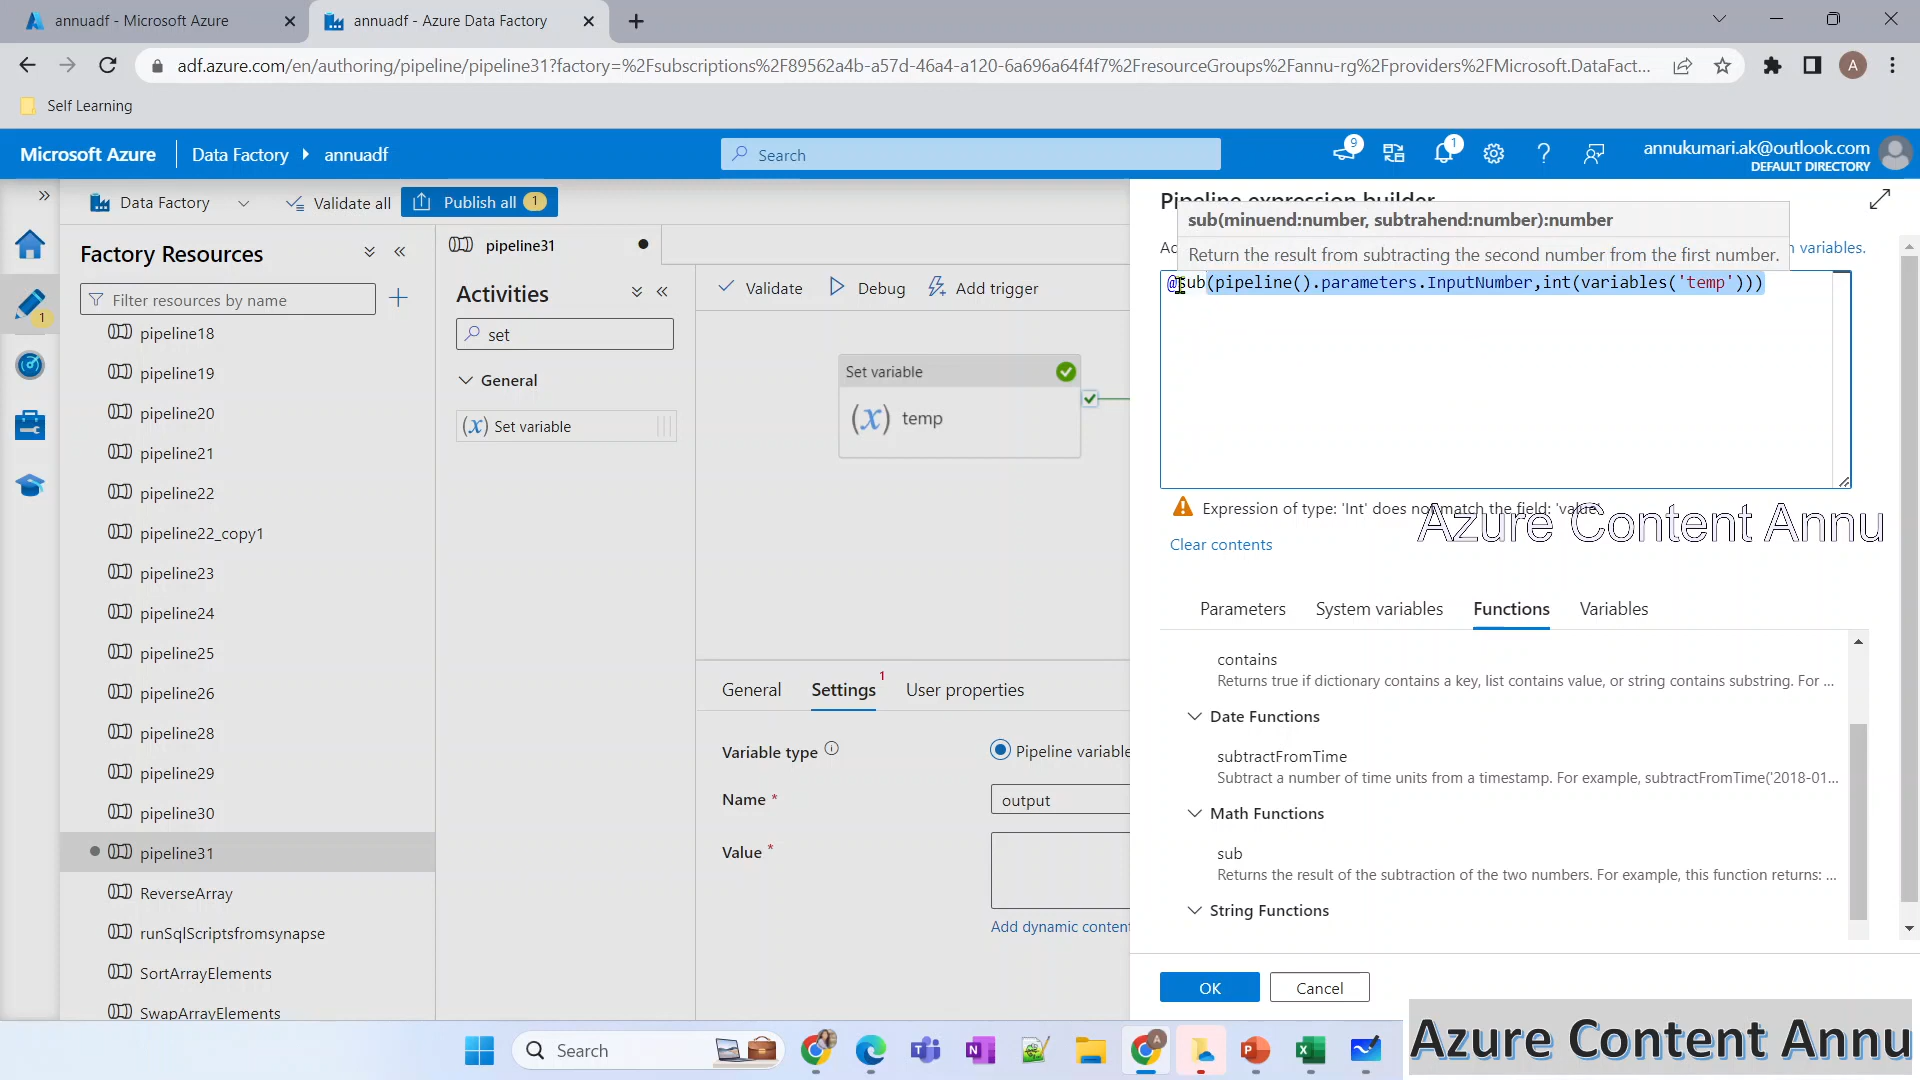 annuadf - Microsoft Azure
annuadf - Azure Data Factory
adf.azure.com/en/authoring/pipeline/pipeline31?factory=%2Fsubscriptions%2F89562a4b-a57d-46a4-a120-6a696a64f4f7%2FresourceGroups%2Fannu-rg%2Fproviders%2FMicrosoft.DataFact...
A
Self Learning
Microsoft Azure
Data Factory
annuadf
Search
9
1
annukumari.ak@outlook.com
DEFAULT DIRECTORY
Data Factory
Validate all
Publish all 1
1
Factory Resources
Filter resources by name
pipeline18
pipeline19
pipeline20
pipeline21
pipeline22
pipeline22_copy1
pipeline23
pipeline24
pipeline25
pipeline26
pipeline28
pipeline29
pipeline30
pipeline31
ReverseArray
runSqlScriptsfromsynapse
SortArrayElements
SwapArrayElements
pipeline31
Activities
set
General
(x) Set variable
Validate
Debug
Add trigger
Set variable
(x) temp
General
Settings 1
User properties
Variable type
Pipeline variable
Name *
output
Value *
Add dynamic content
Pipeline expression builder
sub(minuend:number, subtrahend:number):number
Return the result from subtracting the second number from the first number.
n variables.
@sub(pipeline().parameters.InputNumber,int(variables('temp')))
Expression of type: 'Int' does not match the field: 'value'
Azure Content Annu
Clear contents
Parameters
System variables
Functions
Variables
contains
Returns true if dictionary contains a key, list contains value, or string contains substring. For ...
Date Functions
subtractFromTime
Subtract a number of time units from a timestamp. For example, subtractFromTime('2018-01...
Math Functions
sub
Returns the result of the subtraction of the two numbers. For example, this function returns: ...
String Functions
OK
Cancel
Search
Azure Content Annu